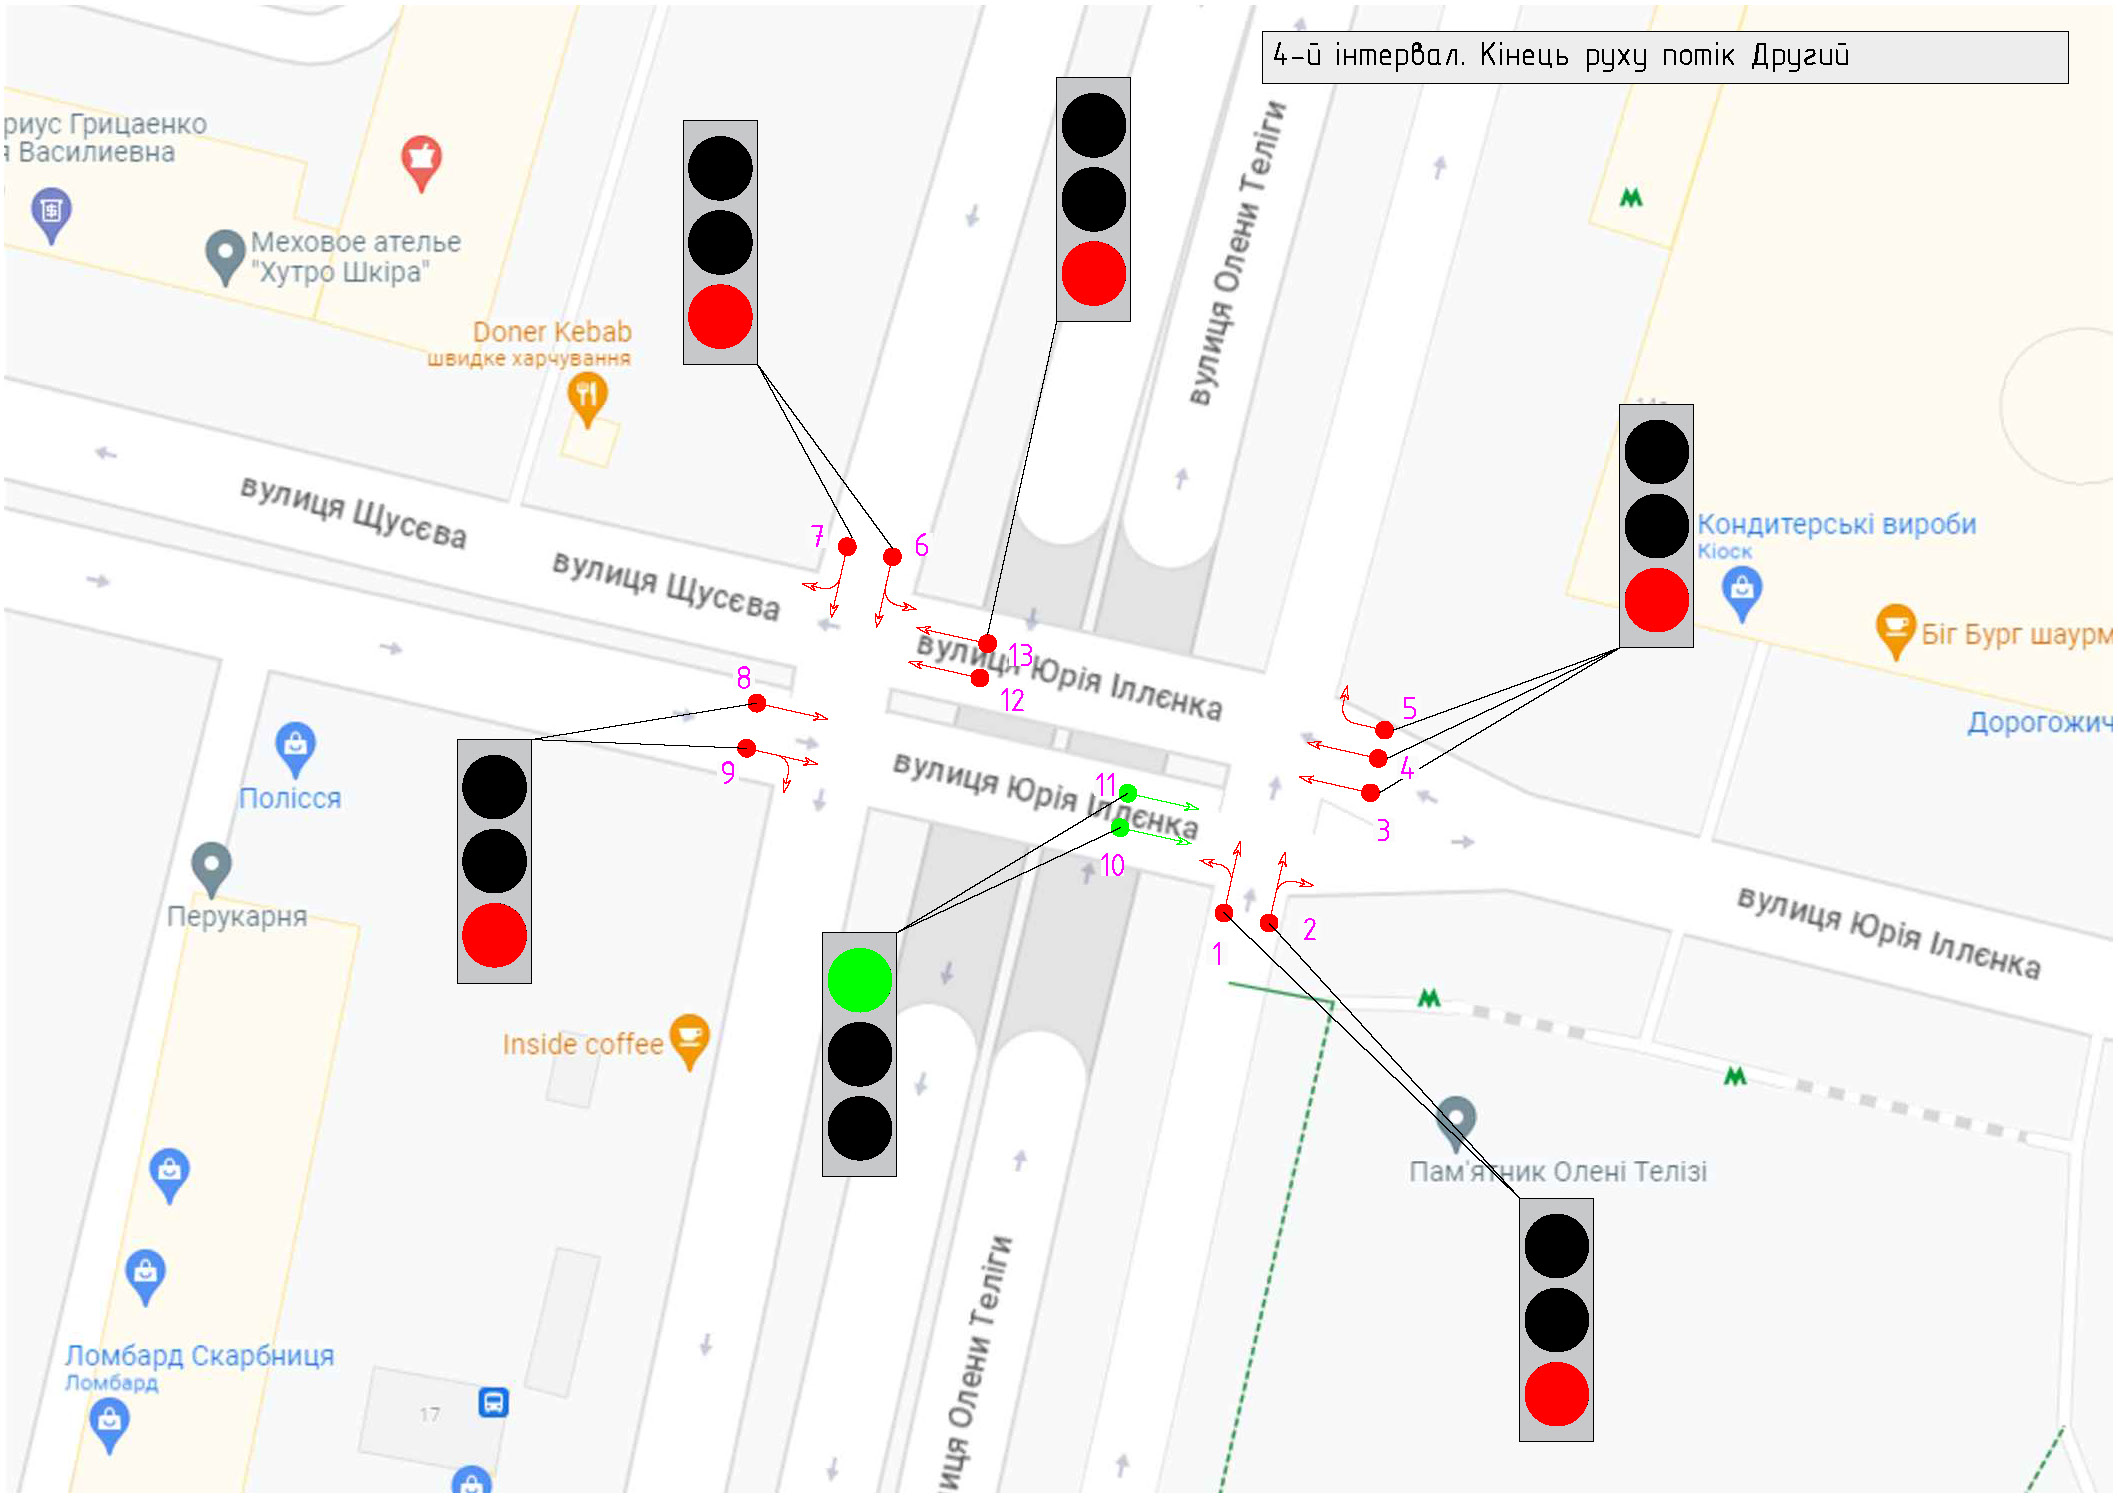 4-й інтервал. Кінець руху потік Другий
риус Грицаенко
я Василиевна
Меховое ателье
"Хутро Шкіра"
Doner Kebab
швидке харчування
вулиця Олени Теліги
вулиця Щусєва
вулиця Щусєва
Кондитерські вироби
Кіоск
Біг Бург шаурм
Дорогожич
7
6
13
12
вулиця Юрія Іллєнка
8
9
5
4
3
11
10
вулиця Юрія Іллєнка
1
2
вулиця Юрія Іллєнка
Полісся
Перукарня
Inside coffee
Пам'ятник Олені Телізі
иця Олени Теліги
Ломбард Скарбниця
Ломбард
17